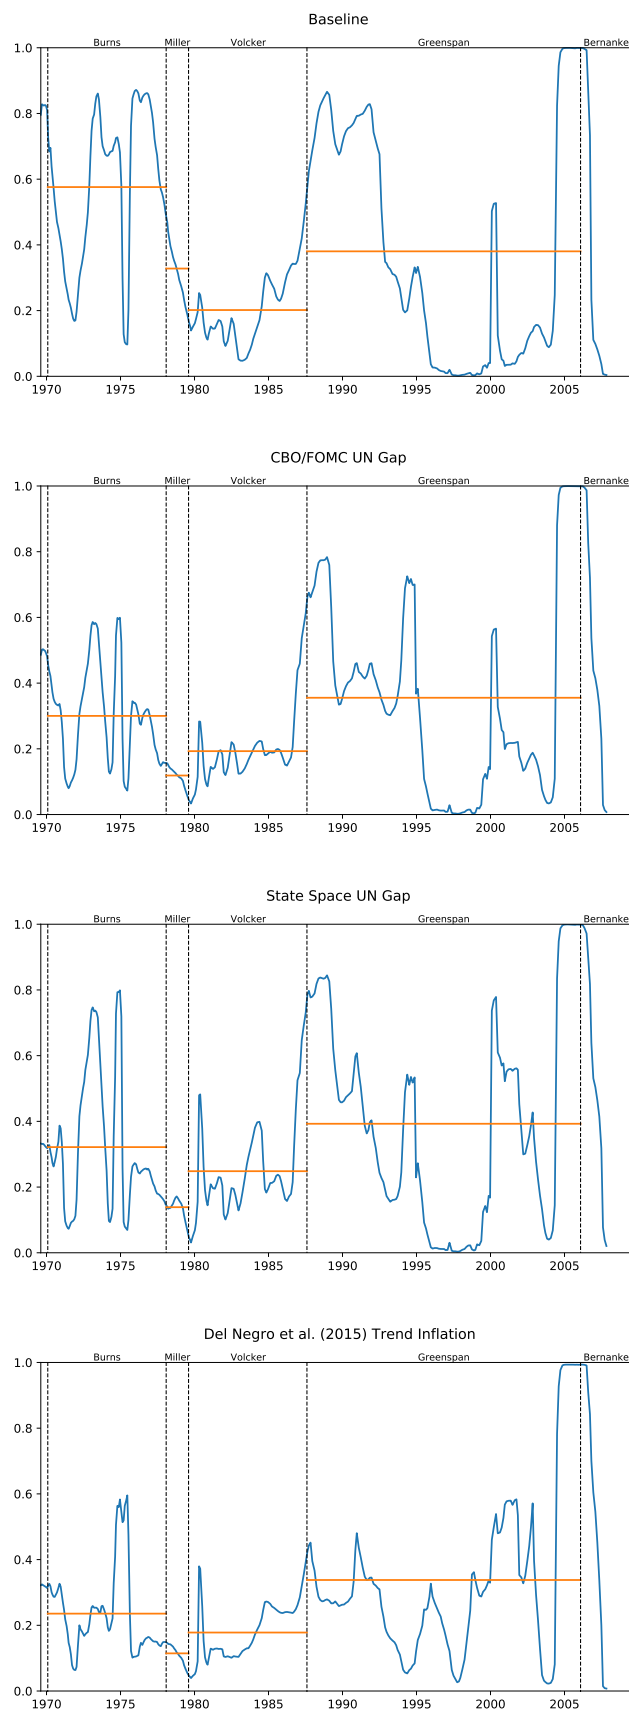 Baseline
Burns Miller Volcker Greenspan Bernanke
1.0
0.8
0.6
0.4
0.2
0.0
1970 1975 1980 1985 1990 1995 2000 2005
CBO/FOMC UN Gap
Burns Miller Volcker Greenspan Bernanke
1.0
0.8
0.6
0.4
0.2
0.0
1970 1975 1980 1985 1990 1995 2000 2005
State Space UN Gap
Burns Miller Volcker Greenspan Bernanke
1.0
0.8
0.6
0.4
0.2
0.0
1970 1975 1980 1985 1990 1995 2000 2005
Del Negro et al. (2015) Trend Inflation
Burns Miller Volcker Greenspan Bernanke
1.0
0.8
0.6
0.4
0.2
0.0
1970 1975 1980 1985 1990 1995 2000 2005